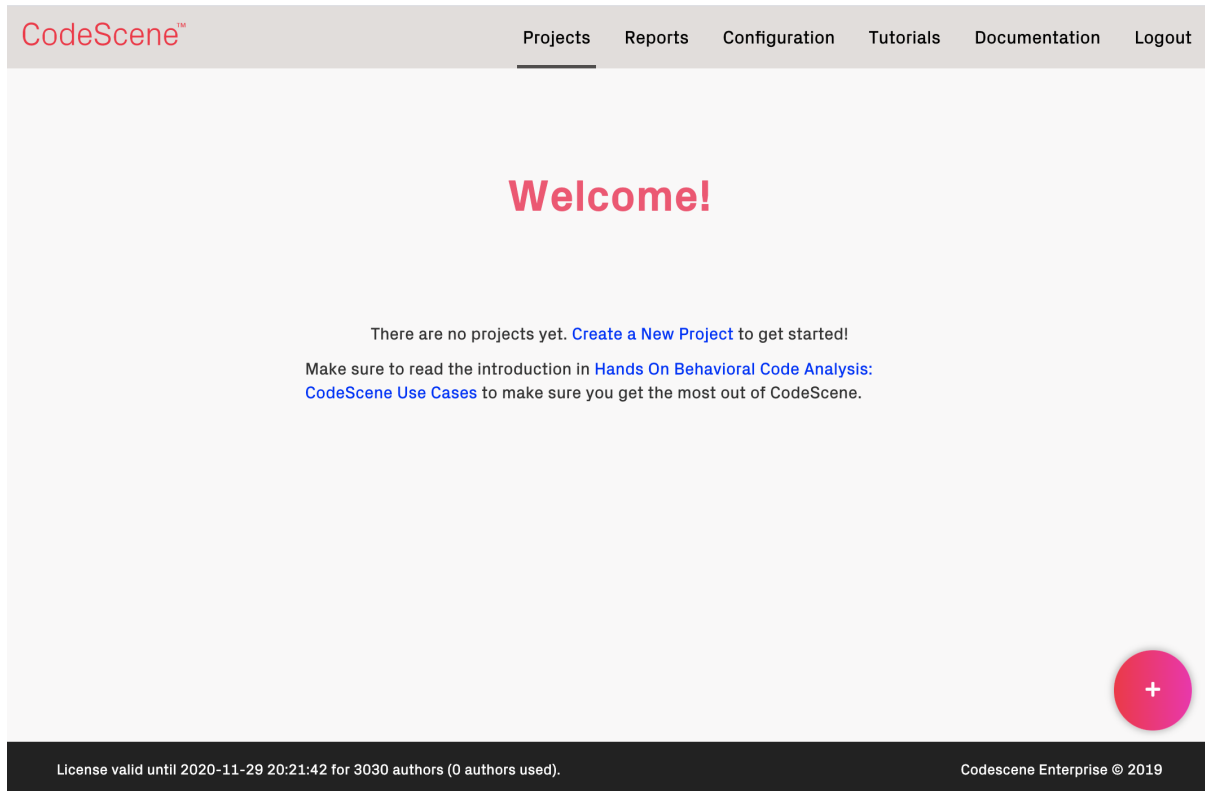 CodeScene™
Projects Reports Configuration Tutorials Documentation Logout
Welcome!
There are no projects yet. Create a New Project to get started!
Make sure to read the introduction in Hands On Behavioral Code Analysis:
CodeScene Use Cases to make sure you get the most out of CodeScene.
+
License valid until 2020-11-29 20:21:42 for 3030 authors (0 authors used).
Codescene Enterprise © 2019